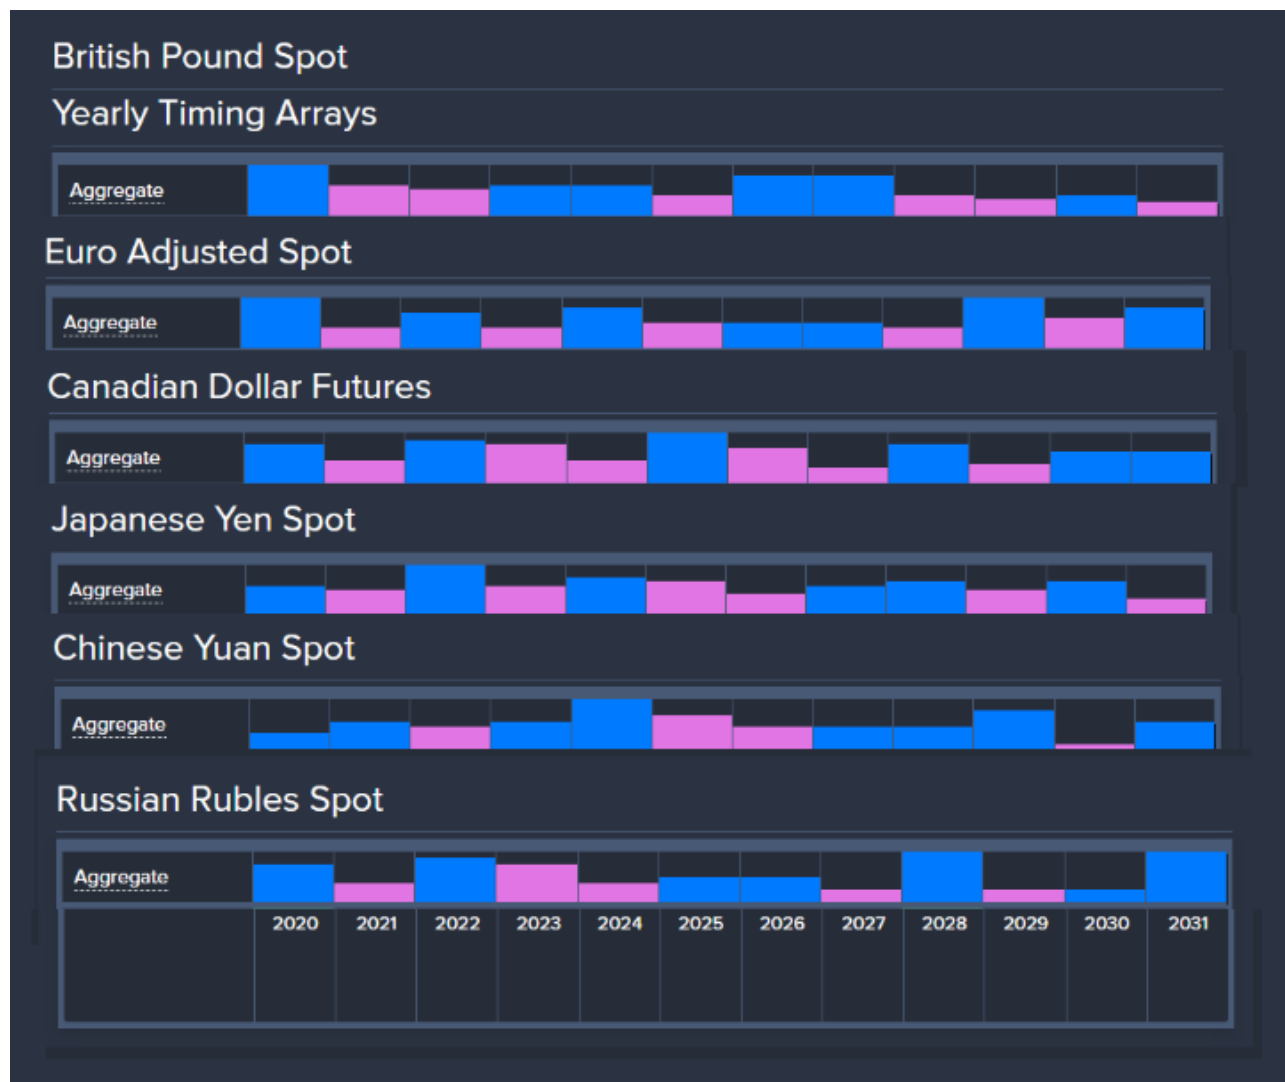 British Pound Spot
Yearly Timing Arrays
Aggregate
Euro Adjusted Spot
Aggregate
Canadian Dollar Futures
Aggregate
Japanese Yen Spot
Aggregate
Chinese Yuan Spot
Aggregate
Russian Rubles Spot
Aggregate
2020 2021 2022 2023 2024 2025 2026 2027 2028 2029 2030 2031